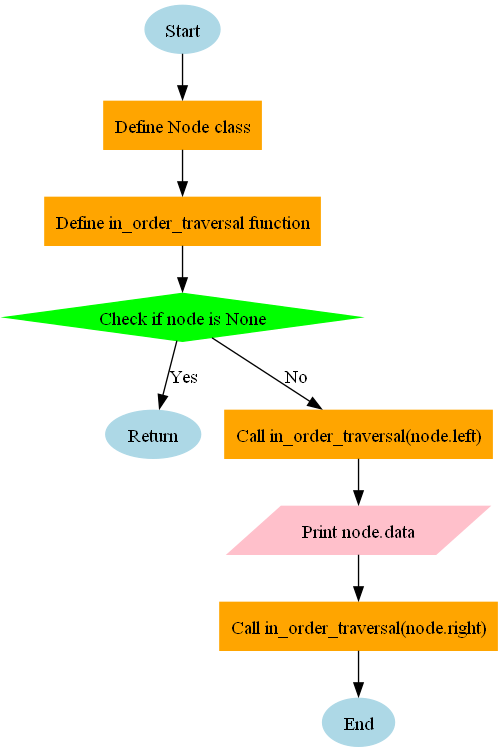 Start
Define Node class
Define in_order_traversal function
Check if node is None
Yes
No
Return
Call in_order_traversal(node.left)
Print node.data
Call in_order_traversal(node.right)
End